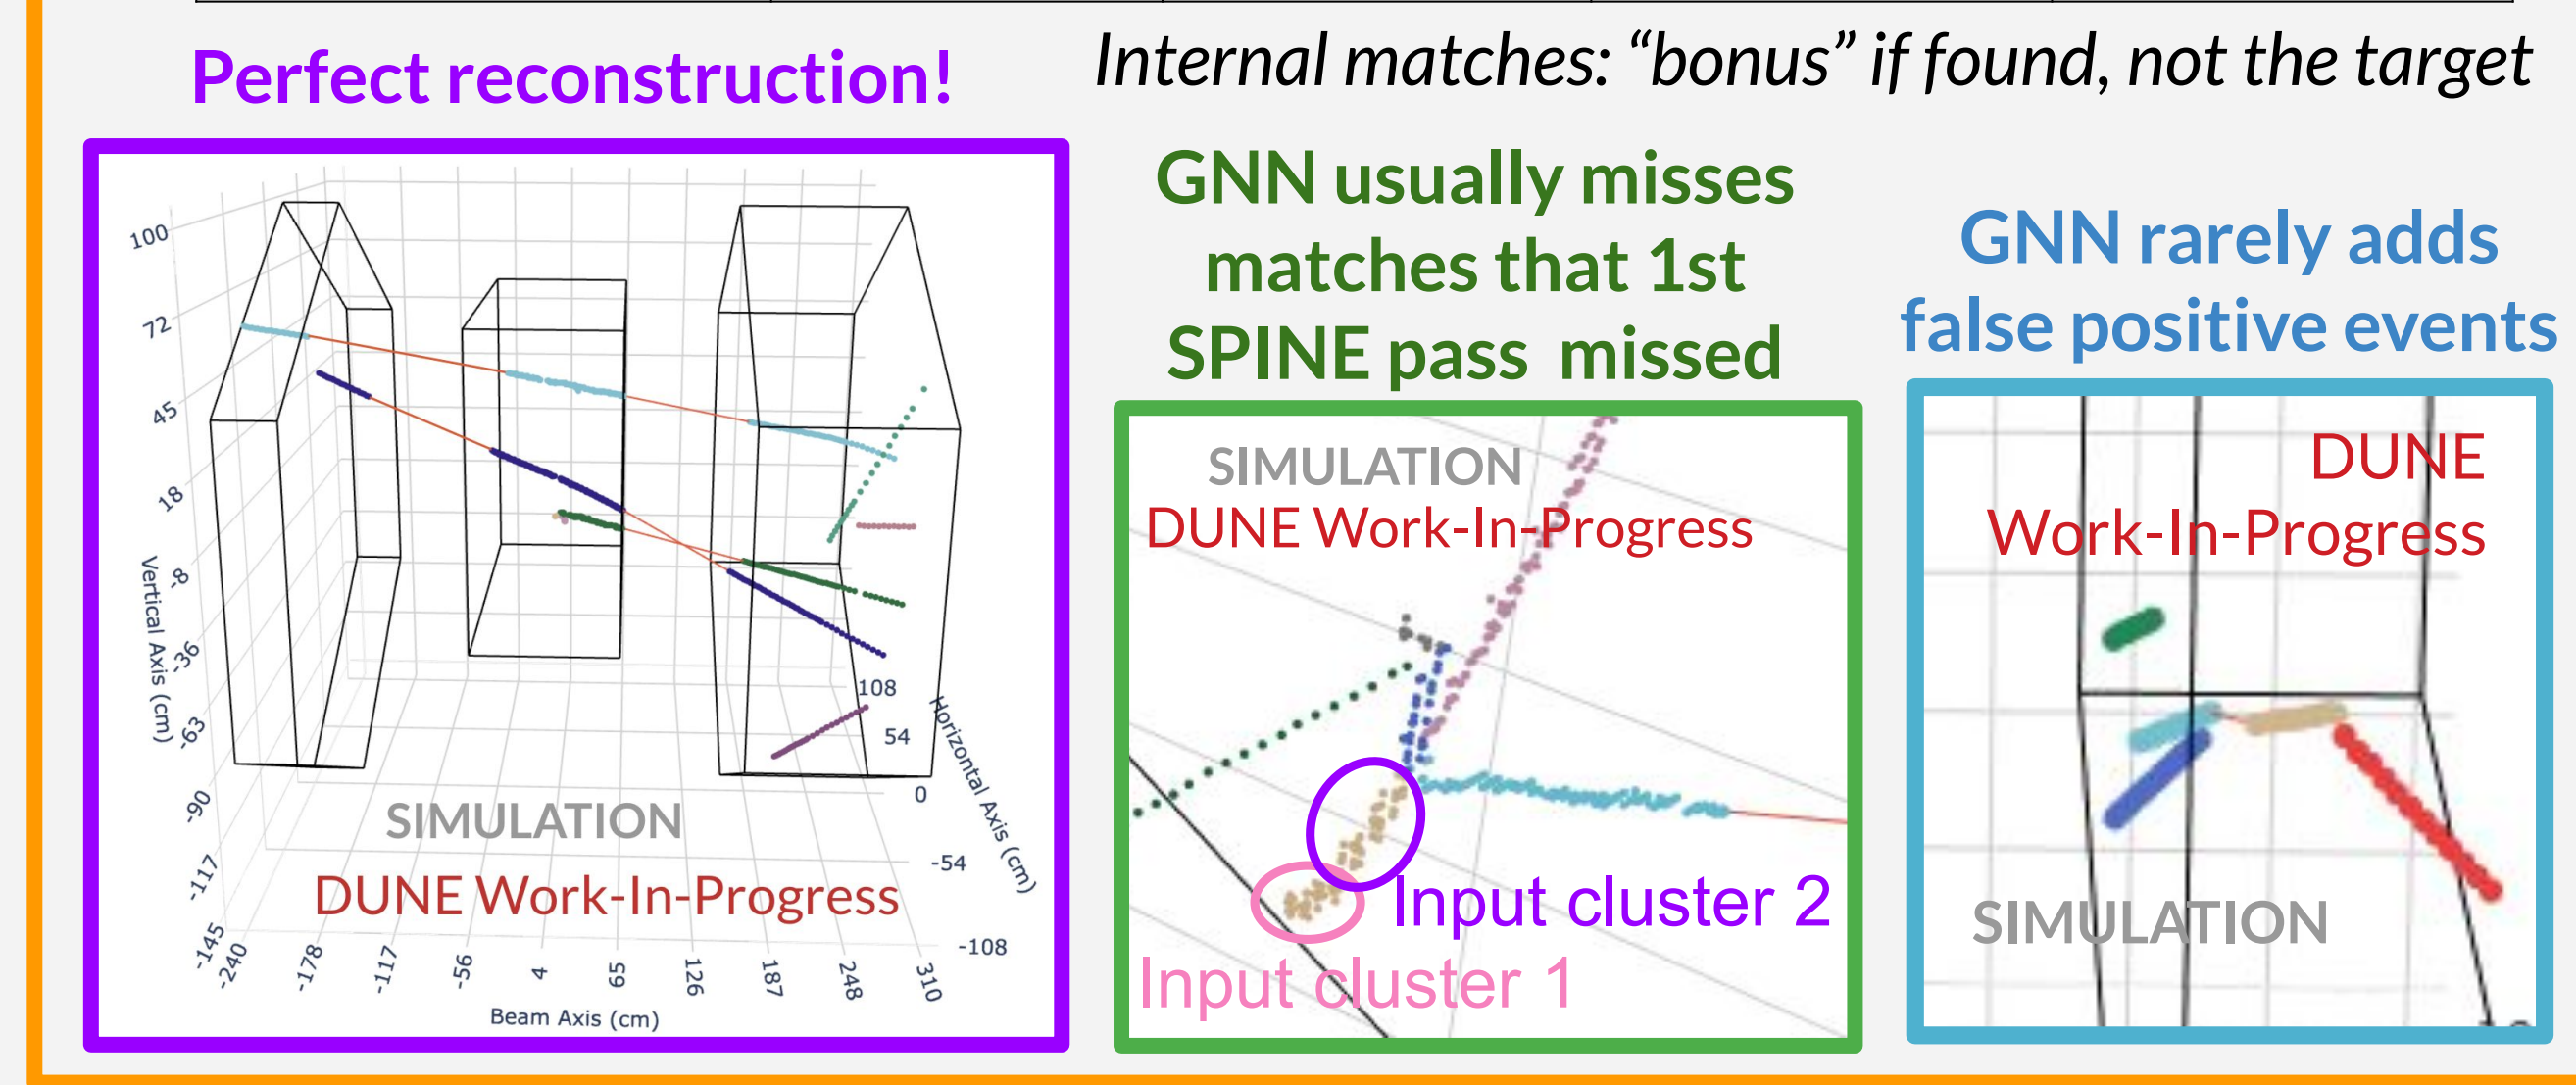 Perfect reconstruction!
Internal matches: “bonus” if found, not the target
100
72
45
18
-8
-36
-63
-90
-117
-145
Vertical Axis (cm)
-240
-178
-117
-56
4
65
126
187
248
310
Beam Axis (cm)
108
54
0
-54
-108
Horizontal Axis (cm)
SIMULATION
DUNE Work-In-Progress
GNN usually misses
matches that 1st
SPINE pass missed
SIMULATION
DUNE Work-In-Progress
Input cluster 2
Input cluster 1
GNN rarely adds
false positive events
DUNE
Work-In-Progress
SIMULATION